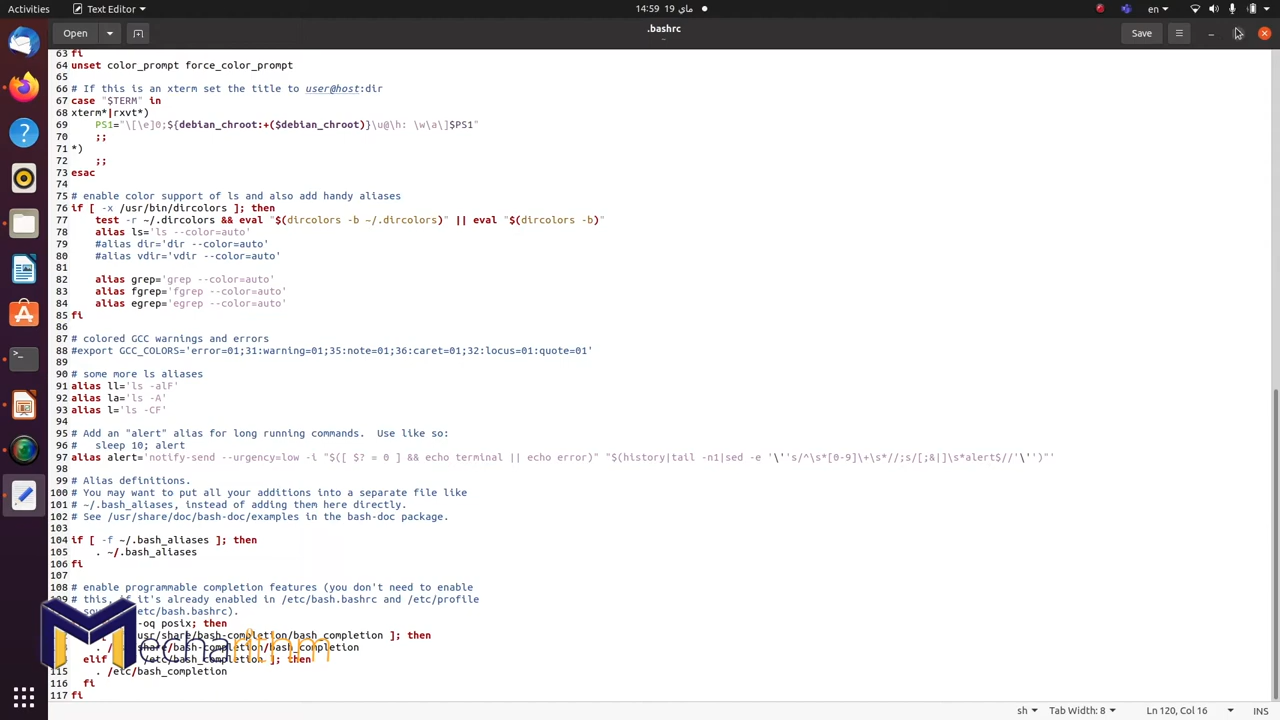 Activities Text Editor 14:59 19 ماي en
Open .bashrc Save
63 fi
64 unset color_prompt force_color_prompt
65
66 # If this is an xterm set the title to user@host:dir
67 case "$TERM" in
68 xterm*|rxvt*)
69     PS1="\[\e]0;${debian_chroot:+($debian_chroot)}\u@\h: \w\a\]$PS1"
70     ;;
71 *)
72     ;;
73 esac
74
75 # enable color support of ls and also add handy aliases
76 if [ -x /usr/bin/dircolors ]; then
77     test -r ~/.dircolors && eval "$(dircolors -b ~/.dircolors)" || eval "$(dircolors -b)"
78     alias ls='ls --color=auto'
79     #alias dir='dir --color=auto'
80     #alias vdir='vdir --color=auto'
81
82     alias grep='grep --color=auto'
83     alias fgrep='fgrep --color=auto'
84     alias egrep='egrep --color=auto'
85 fi
86
87 # colored GCC warnings and errors
88 #export GCC_COLORS='error=01;31:warning=01;35:note=01;36:caret=01;32:locus=01:quote=01'
89
90 # some more ls aliases
91 alias ll='ls -alF'
92 alias la='ls -A'
93 alias l='ls -CF'
94
95 # Add an "alert" alias for long running commands.  Use like so:
96 #   sleep 10; alert
97 alias alert='notify-send --urgency=low -i "$([ $? = 0 ] && echo terminal || echo error)" "$(history|tail -n1|sed -e '\''s/^\s*[0-9]\+\s*//;s/[;&|]\s*alert$//'\'')"'
98
99 # Alias definitions.
100 # You may want to put all your additions into a separate file like
101 # ~/.bash_aliases, instead of adding them here directly.
102 # See /usr/share/doc/bash-doc/examples in the bash-doc package.
103
104 if [ -f ~/.bash_aliases ]; then
105     . ~/.bash_aliases
106 fi
107
108 # enable programmable completion features (you don't need to enable
109 # this, if it's already enabled in /etc/bash.bashrc and /etc/profile
/etc/bash.bashrc).
-oq posix; then
usr/share/bash-completion/bash_completion ]; then
. /usr/share/bash-completion/bash_completion
elif /etc/bash_completion ]; then
115     . /etc/bash_completion
116   fi
117 fi
Mecharithm
sh Tab Width: 8 Ln 120, Col 16 INS